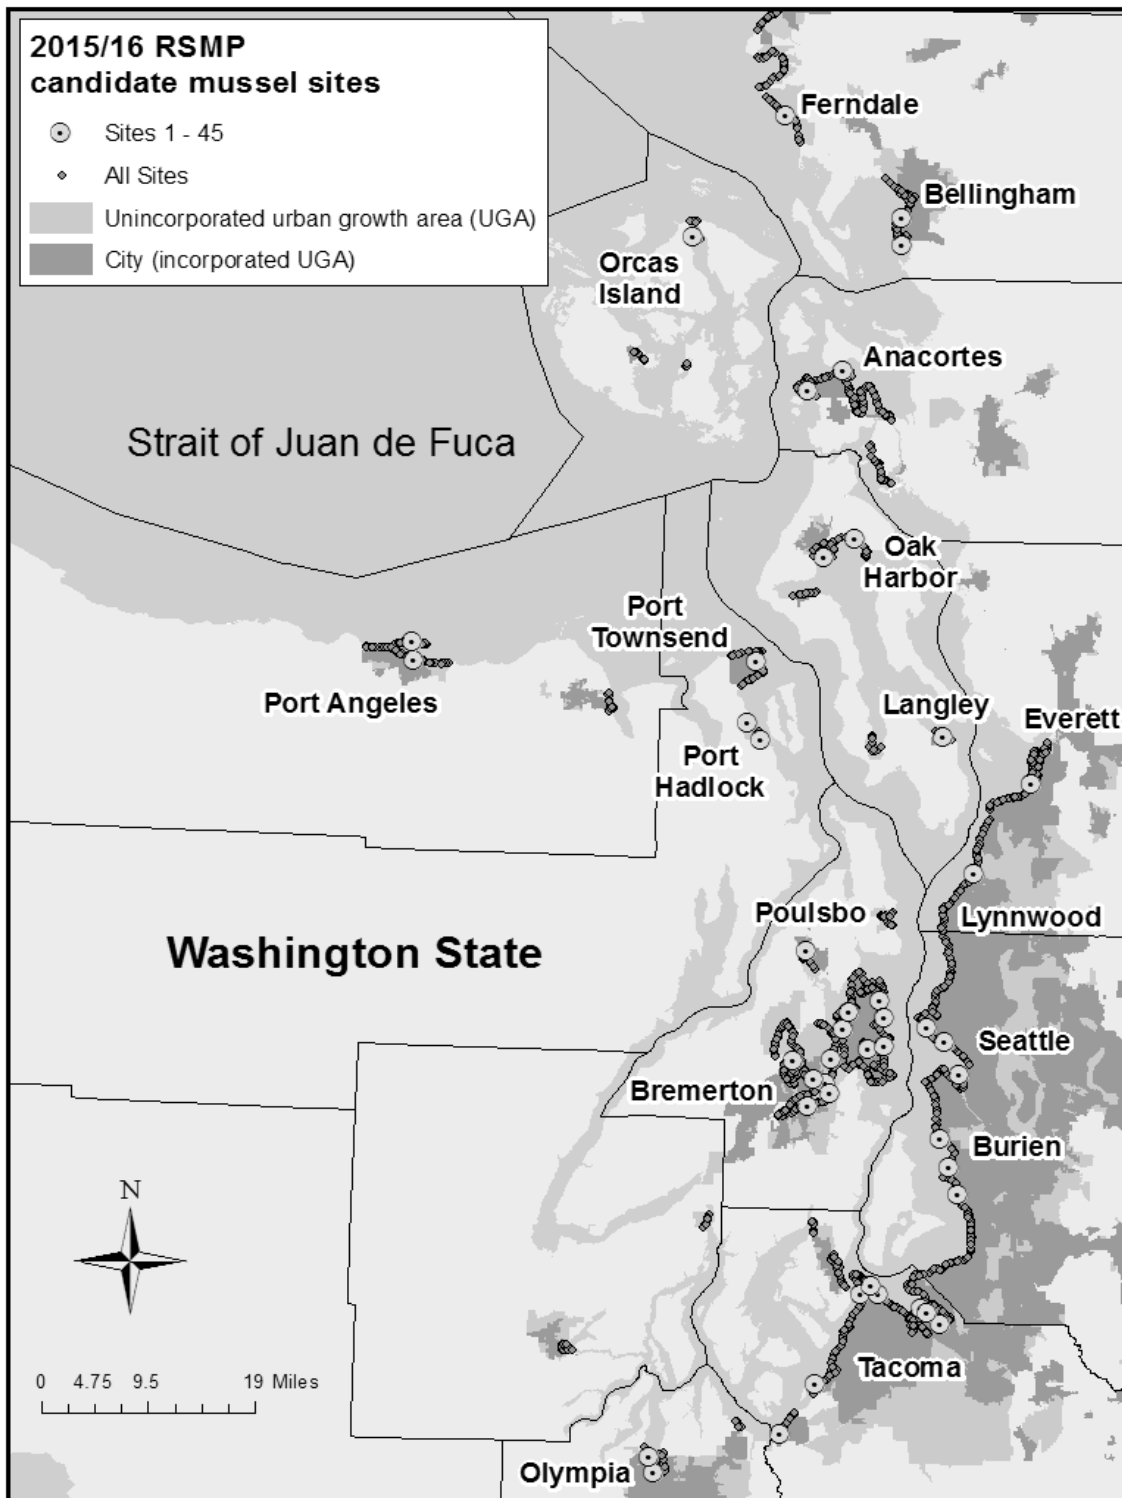 2015/16 RSMP
candidate mussel sites
Sites 1 - 45
All Sites
Unincorporated urban growth area (UGA)
City (incorporated UGA)
Ferndale
Bellingham
Orcas
Island
Anacortes
Strait of Juan de Fuca
Oak
Harbor
Port
Townsend
Port Angeles
Langley
Everett
Port
Hadlock
Poulsbo
Lynnwood
Washington State
Seattle
Bremerton
Burien
N
Tacoma
0 4.75 9.5 19 Miles
Olympia